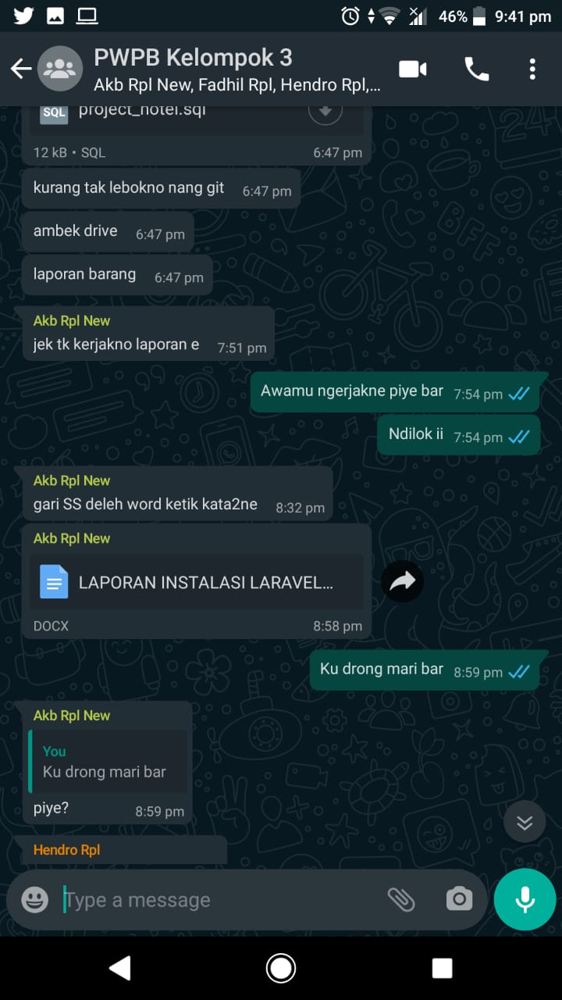 46% 9:41 pm
PWPB Kelompok 3
Akb Rpl New, Fadhil Rpl, Hendro Rpl,...
SQL project_hotel.sql
12 kB • SQL 6:47 pm
kurang tak lebokno nang git 6:47 pm
ambek drive 6:47 pm
laporan barang 6:47 pm
Akb Rpl New
jek tk kerjakno laporan e 7:51 pm
Awamu ngerjakne piye bar 7:54 pm
Ndilok ii 7:54 pm
Akb Rpl New
gari SS deleh word ketik kata2ne 8:32 pm
Akb Rpl New
LAPORAN INSTALASI LARAVEL...
DOCX 8:58 pm
Ku drong mari bar 8:59 pm
Akb Rpl New
You
Ku drong mari bar
piye? 8:59 pm
Hendro Rpl
Type a message